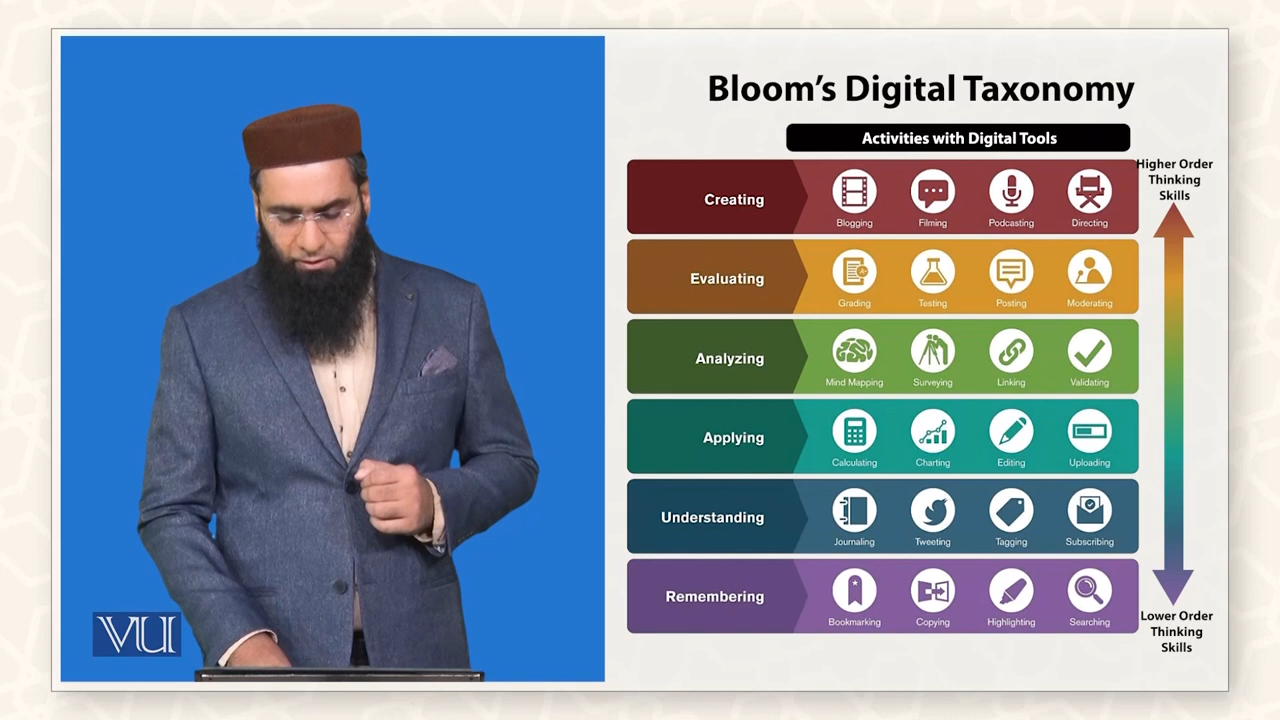 Bloom's Digital Taxonomy
Activities with Digital Tools
Higher Order
Thinking
Skills
Creating
Blogging Filming Podcasting Directing
Evaluating
Grading Testing Posting Moderating
Analyzing
Mind Mapping Surveying Linking Validating
Applying
Calculating Charting Editing Uploading
Understanding
Journaling Tweeting Tagging Subscribing
Remembering
Bookmarking Copying Highlighting Searching
Lower Order
Thinking
Skills
VU